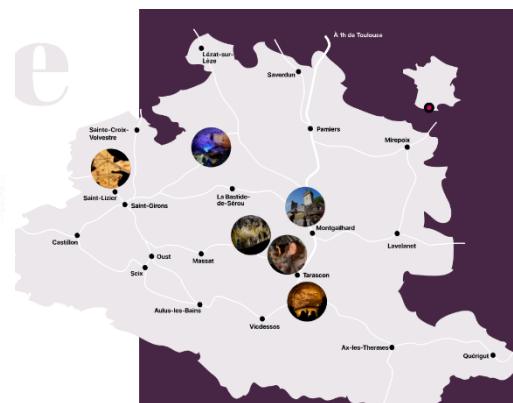 e
À 1h de Toulouse
Lézat-sur-
Lèze
Saverdun
Sainte-Croix-
Volvestre
Pamiers
Mirepoix
Saint-Lizier
Saint-Girons
La Bastide-
de-Sérou
Montgalhard
Lavelanet
Castillon
Oust
Massat
Seix
Tarascon
Aulus-les-Bains
Vicdessos
Ax-les-Thermes
Quérigut